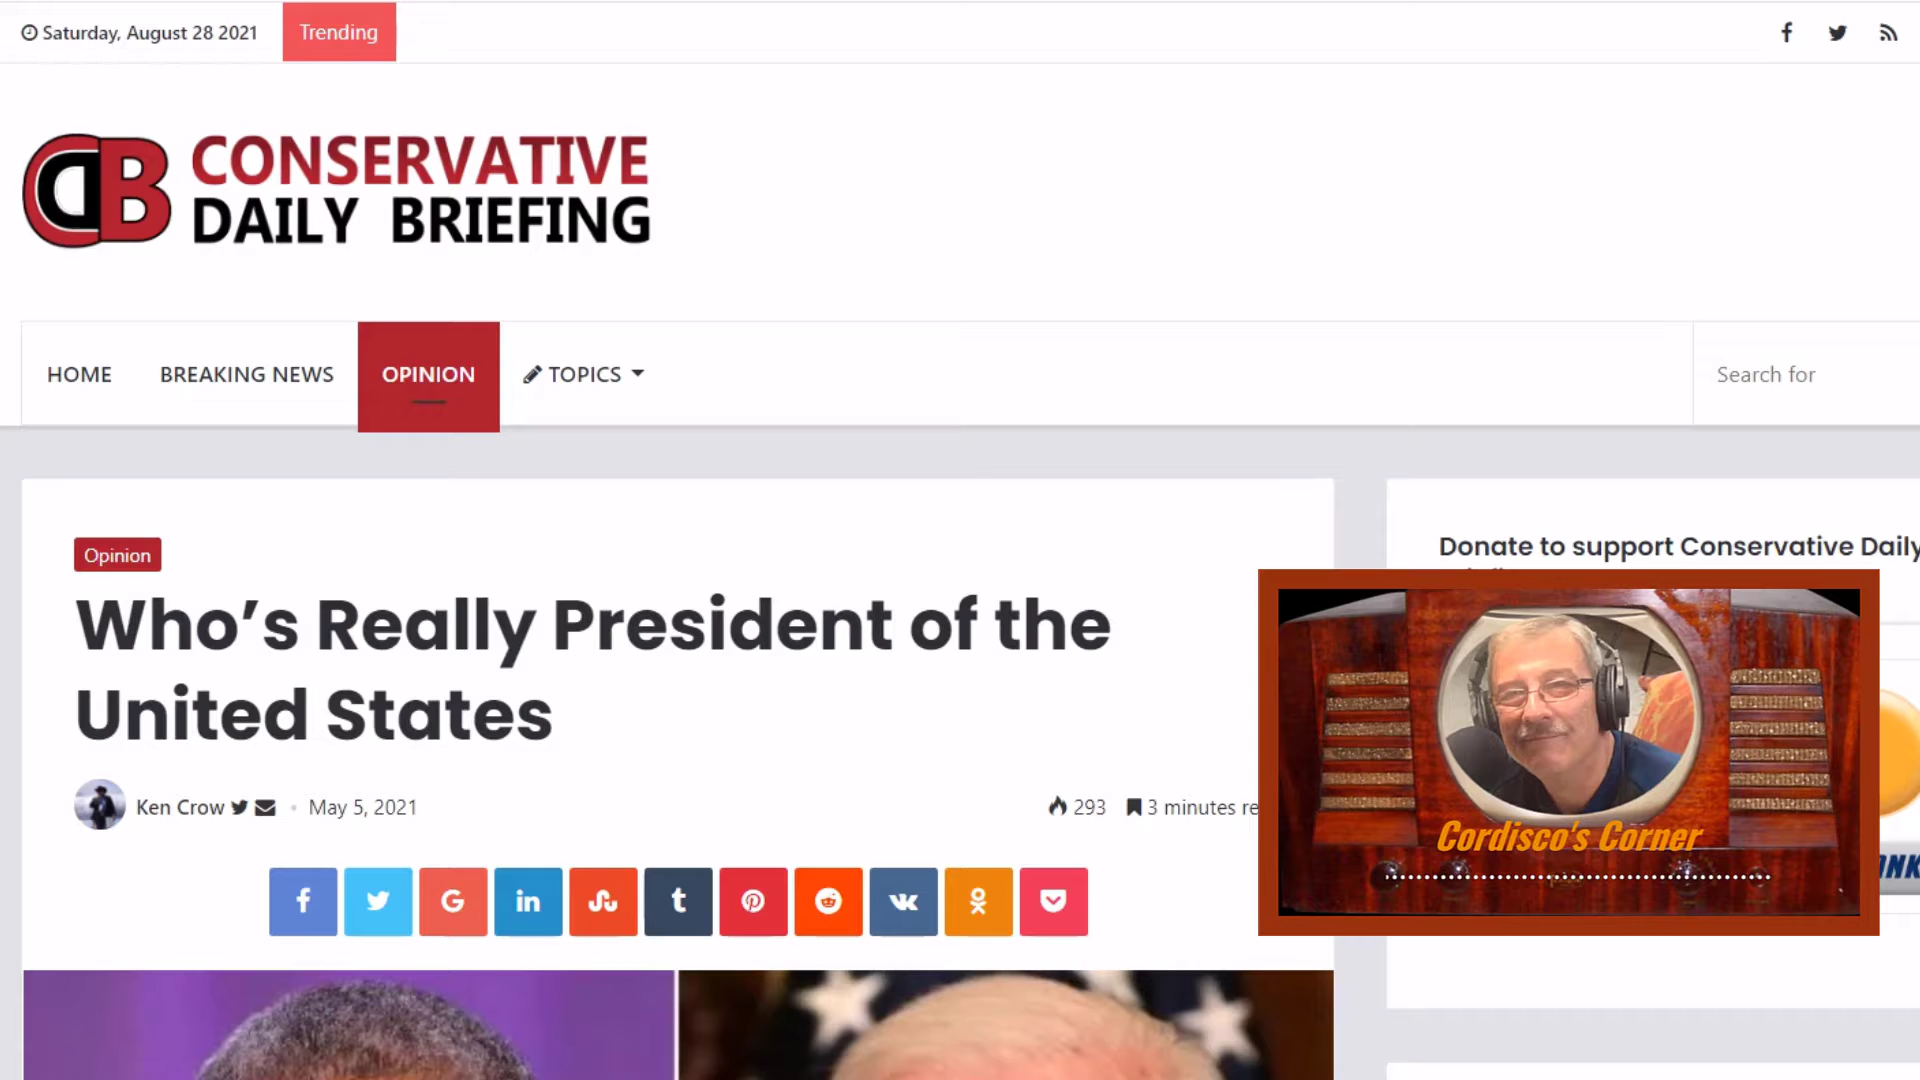 Saturday, August 28 2021
Trending
CONSERVATIVE
DAILY BRIEFING
HOME
BREAKING NEWS
OPINION
TOPICS
Search for
Opinion
Who's Really President of the
United States
Ken Crow
May 5, 2021
293
3 minutes re
Donate to support Conservative Daily
Cordisco's Corner